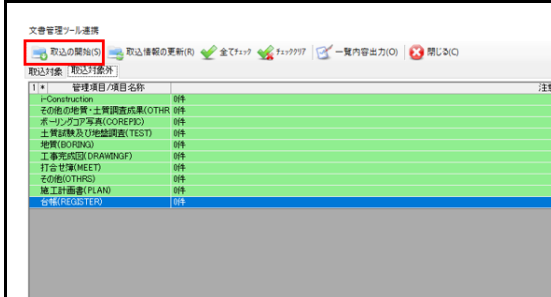 文書管理ツール連携
取込の開始(S) 取込情報の更新(R) 全てチェック チェッククリア 一覧内容出力(O) 閉じる(C)
取込対象 取込対象外
1 * 管理項目/項目名称 注意
i-Construction 0件
その他の地質・土質調査成果(OTHR 0件
ボーリングコア写真(COREPIC) 0件
土質試験及び地盤調査(TEST) 0件
地質(BORING) 0件
工事完成図(DRAWINGF) 0件
打合せ簿(MEET) 0件
その他(OTHRS) 0件
施工計画書(PLAN) 0件
台帳(REGISTER) 0件